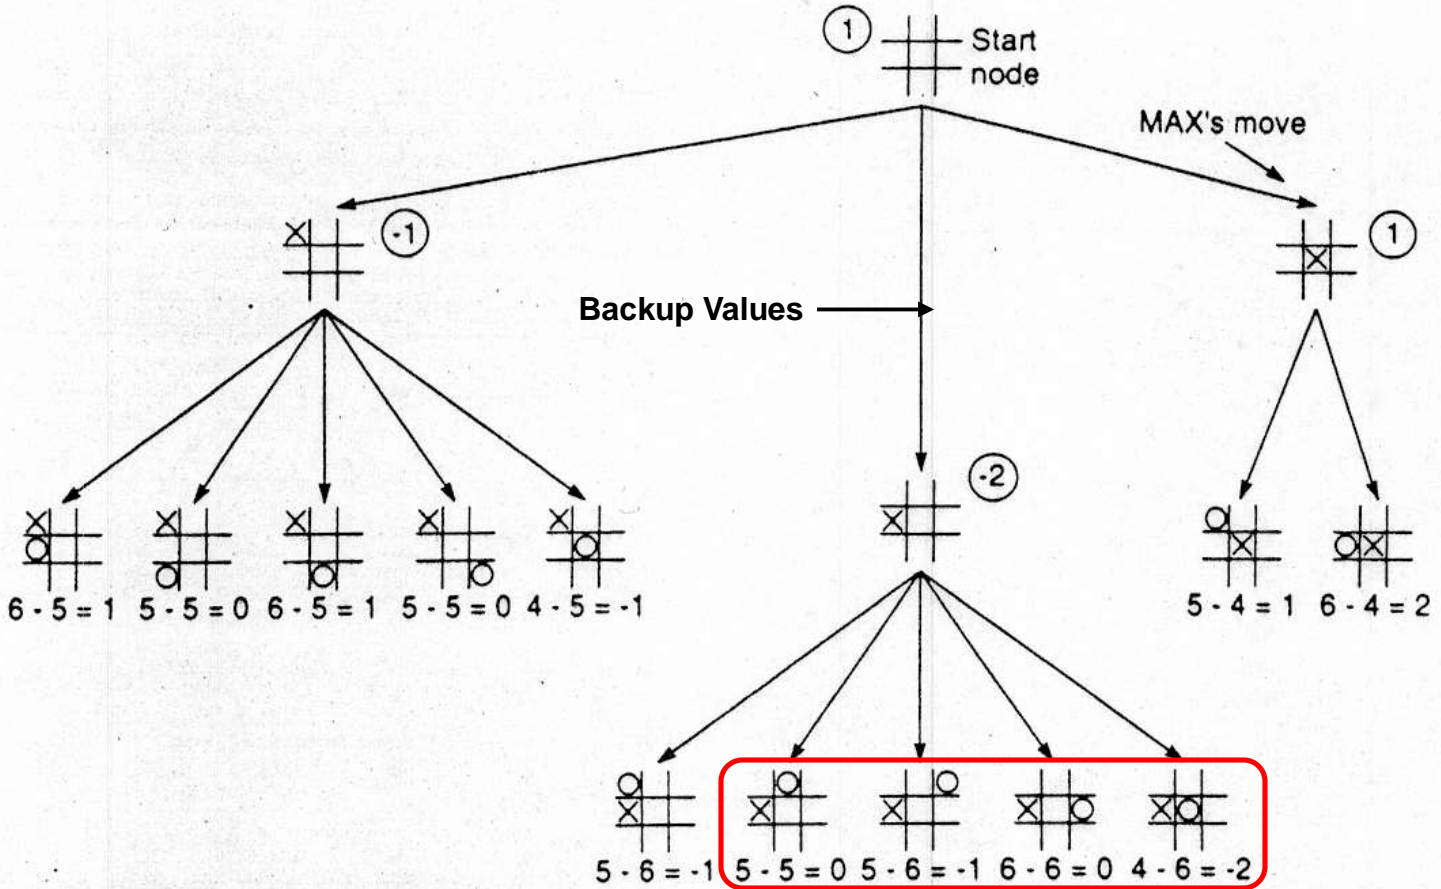 1
Start
node
MAX's move
-1
1
Backup Values
-2
6 - 5 = 1 5 - 5 = 0 6 - 5 = 1 5 - 5 = 0 4 - 5 = -1
5 - 4 = 1 6 - 4 = 2
5 - 6 = -1 5 - 5 = 0 5 - 6 = -1 6 - 6 = 0 4 - 6 = -2